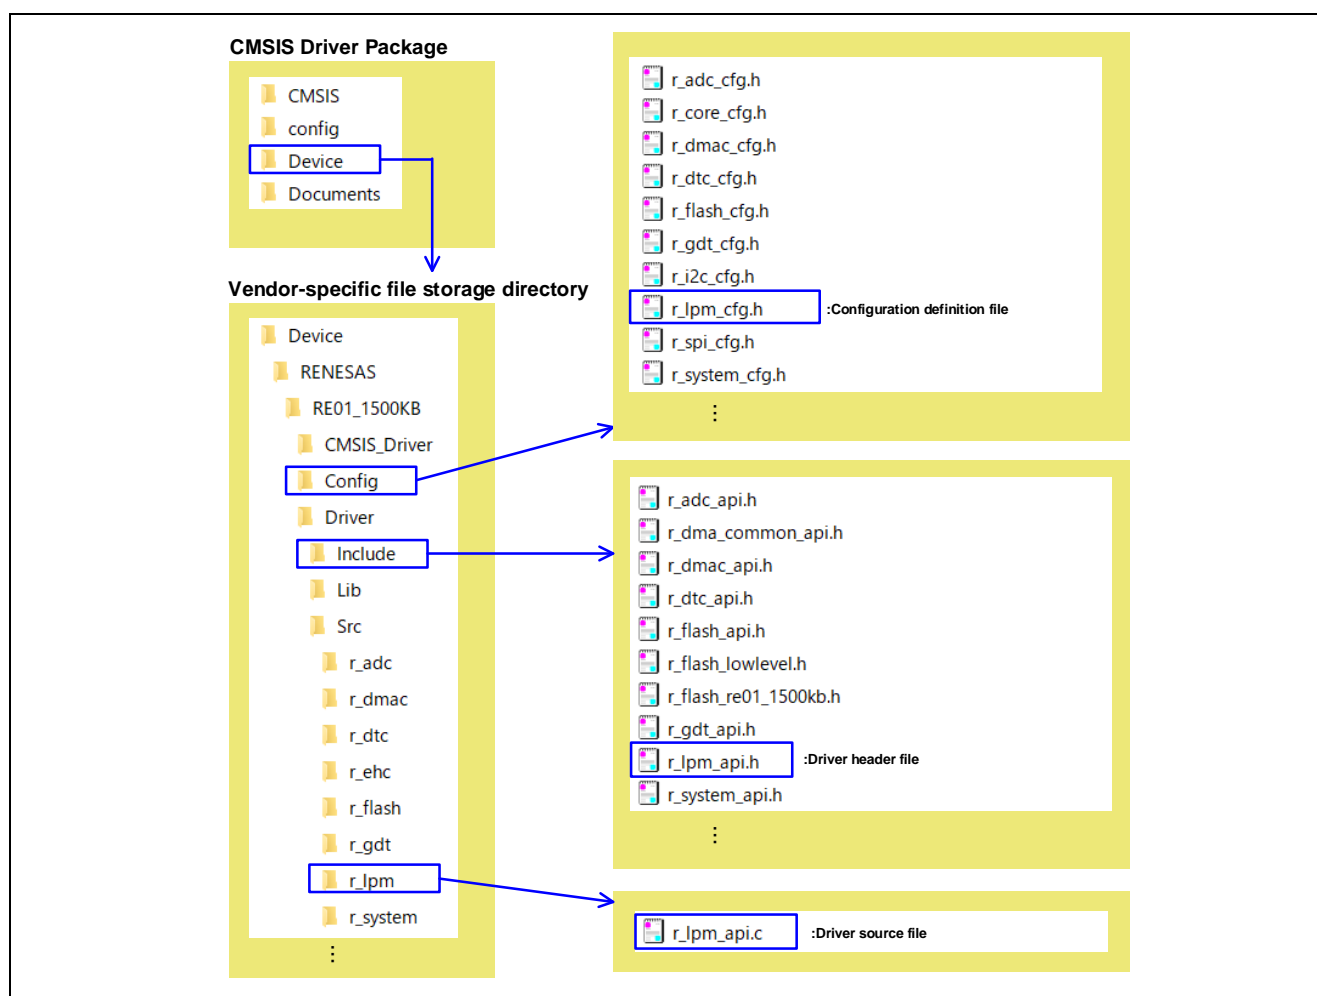 CMSIS Driver Package
CMSIS
config
Device
Documents
Vendor-specific file storage directory
Device
RENESAS
RE01_1500KB
CMSIS_Driver
Config
Driver
Include
Lib
Src
r_adc
r_dmac
r_dtc
r_ehc
r_flash
r_gdt
r_lpm
r_system
⋮
r_adc_cfg.h
r_core_cfg.h
r_dmac_cfg.h
r_dtc_cfg.h
r_flash_cfg.h
r_gdt_cfg.h
r_i2c_cfg.h
r_lpm_cfg.h :Configuration definition file
r_spi_cfg.h
r_system_cfg.h
⋮
r_adc_api.h
r_dma_common_api.h
r_dmac_api.h
r_dtc_api.h
r_flash_api.h
r_flash_lowlevel.h
r_flash_re01_1500kb.h
r_gdt_api.h
r_lpm_api.h :Driver header file
r_system_api.h
⋮
r_lpm_api.c :Driver source file